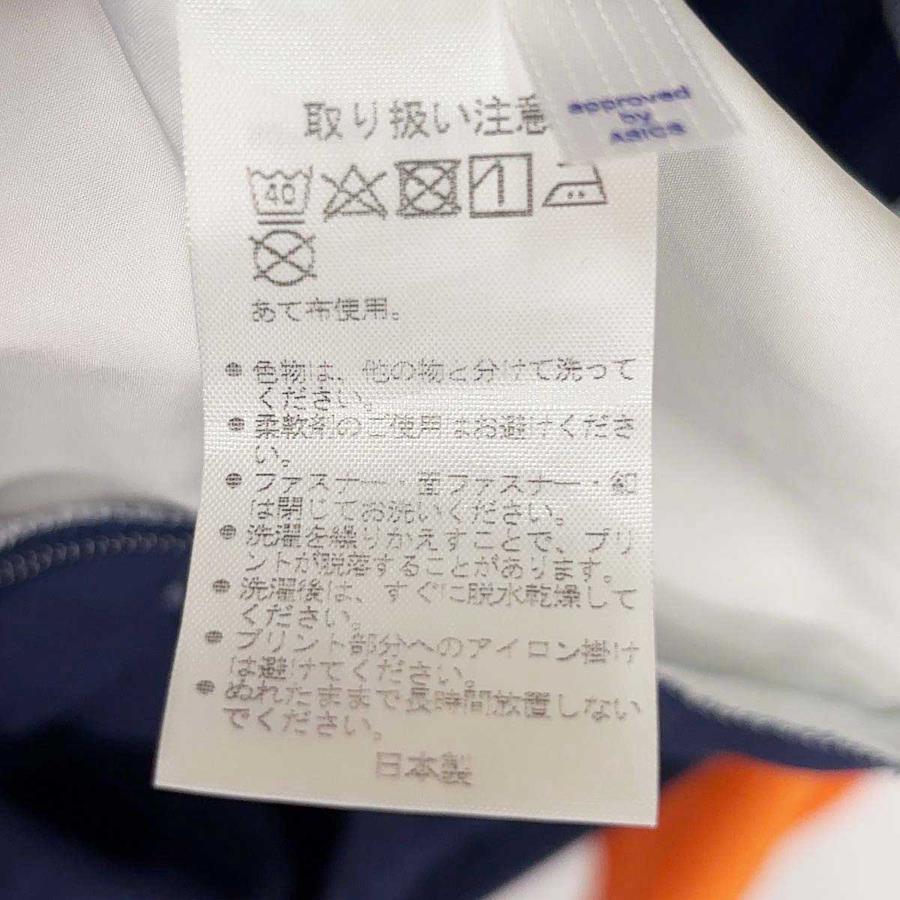 取り扱い注意
approved
by
ASICS
40
あて布使用。
● 色物は、他の物と分けて洗って
ください。
● 柔軟剤のご使用はお避けくださ
い。
● ファスナー・面ファスナー・釦
は閉じてお洗いください。
● 洗濯を繰りかえすことで、プリ
ントが脱落することがあります。
● 洗濯後は、すぐに脱水乾燥して
ください。
● プリント部分へのアイロン掛け
は避けてください。
● ぬれたままで長時間放置しない
でください。
日本製